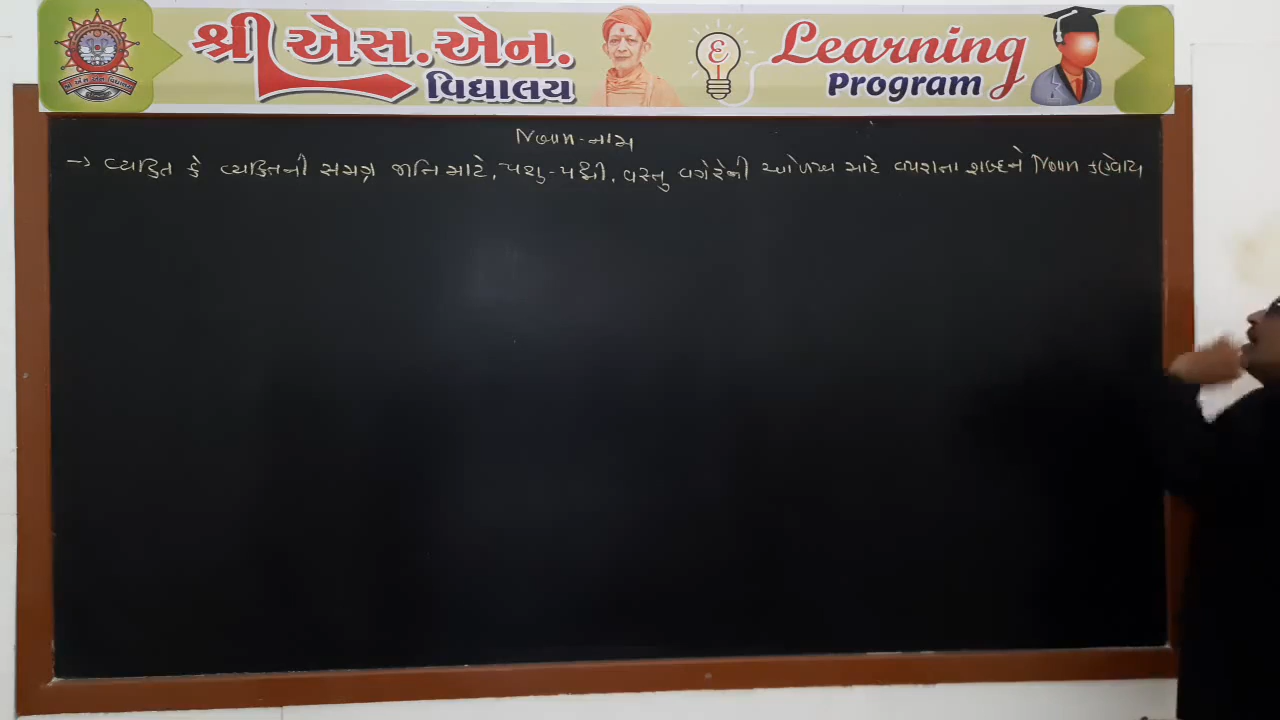 શ્રી એસ.એન.
વિદ્યાલય
Learning
Program
Noun - નામ
→ વ્યક્તિ કે વ્યક્તિની સમગ્ર જાતિ માટે, પશુ-પક્ષી, વસ્તુ વગેરેની ઓળખ માટે વપરાતા શબ્દને Noun કહેવાય